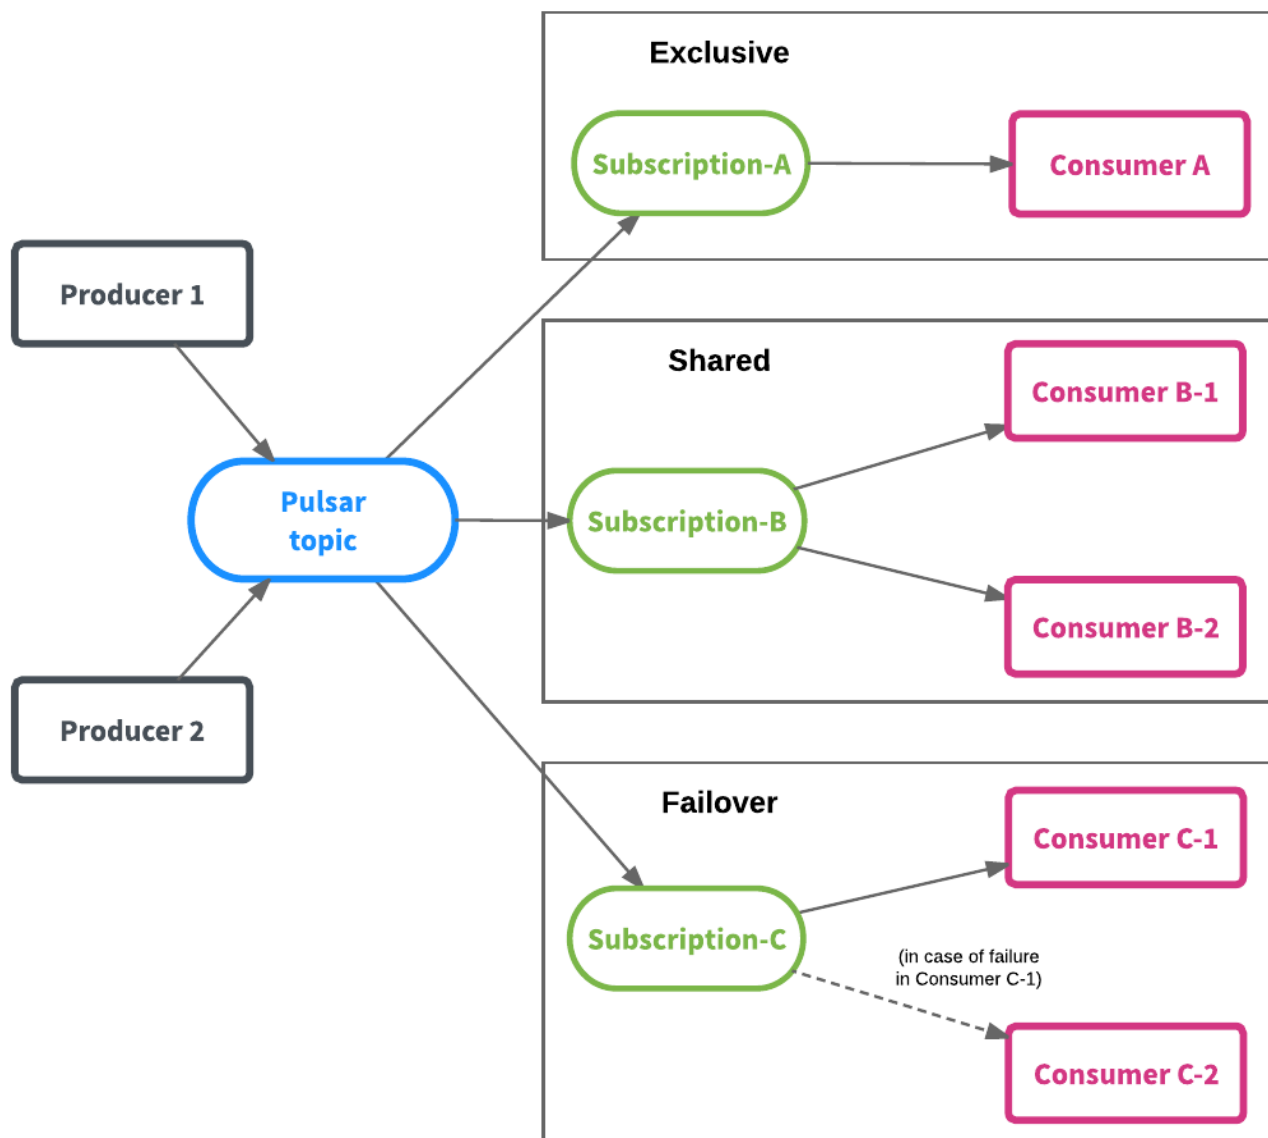 Exclusive
Subscription-A
Consumer A
Producer 1
Shared
Consumer B-1
Pulsar
topic
Subscription-B
Consumer B-2
Producer 2
Failover
Consumer C-1
Subscription-C
(in case of failure
in Consumer C-1)
Consumer C-2